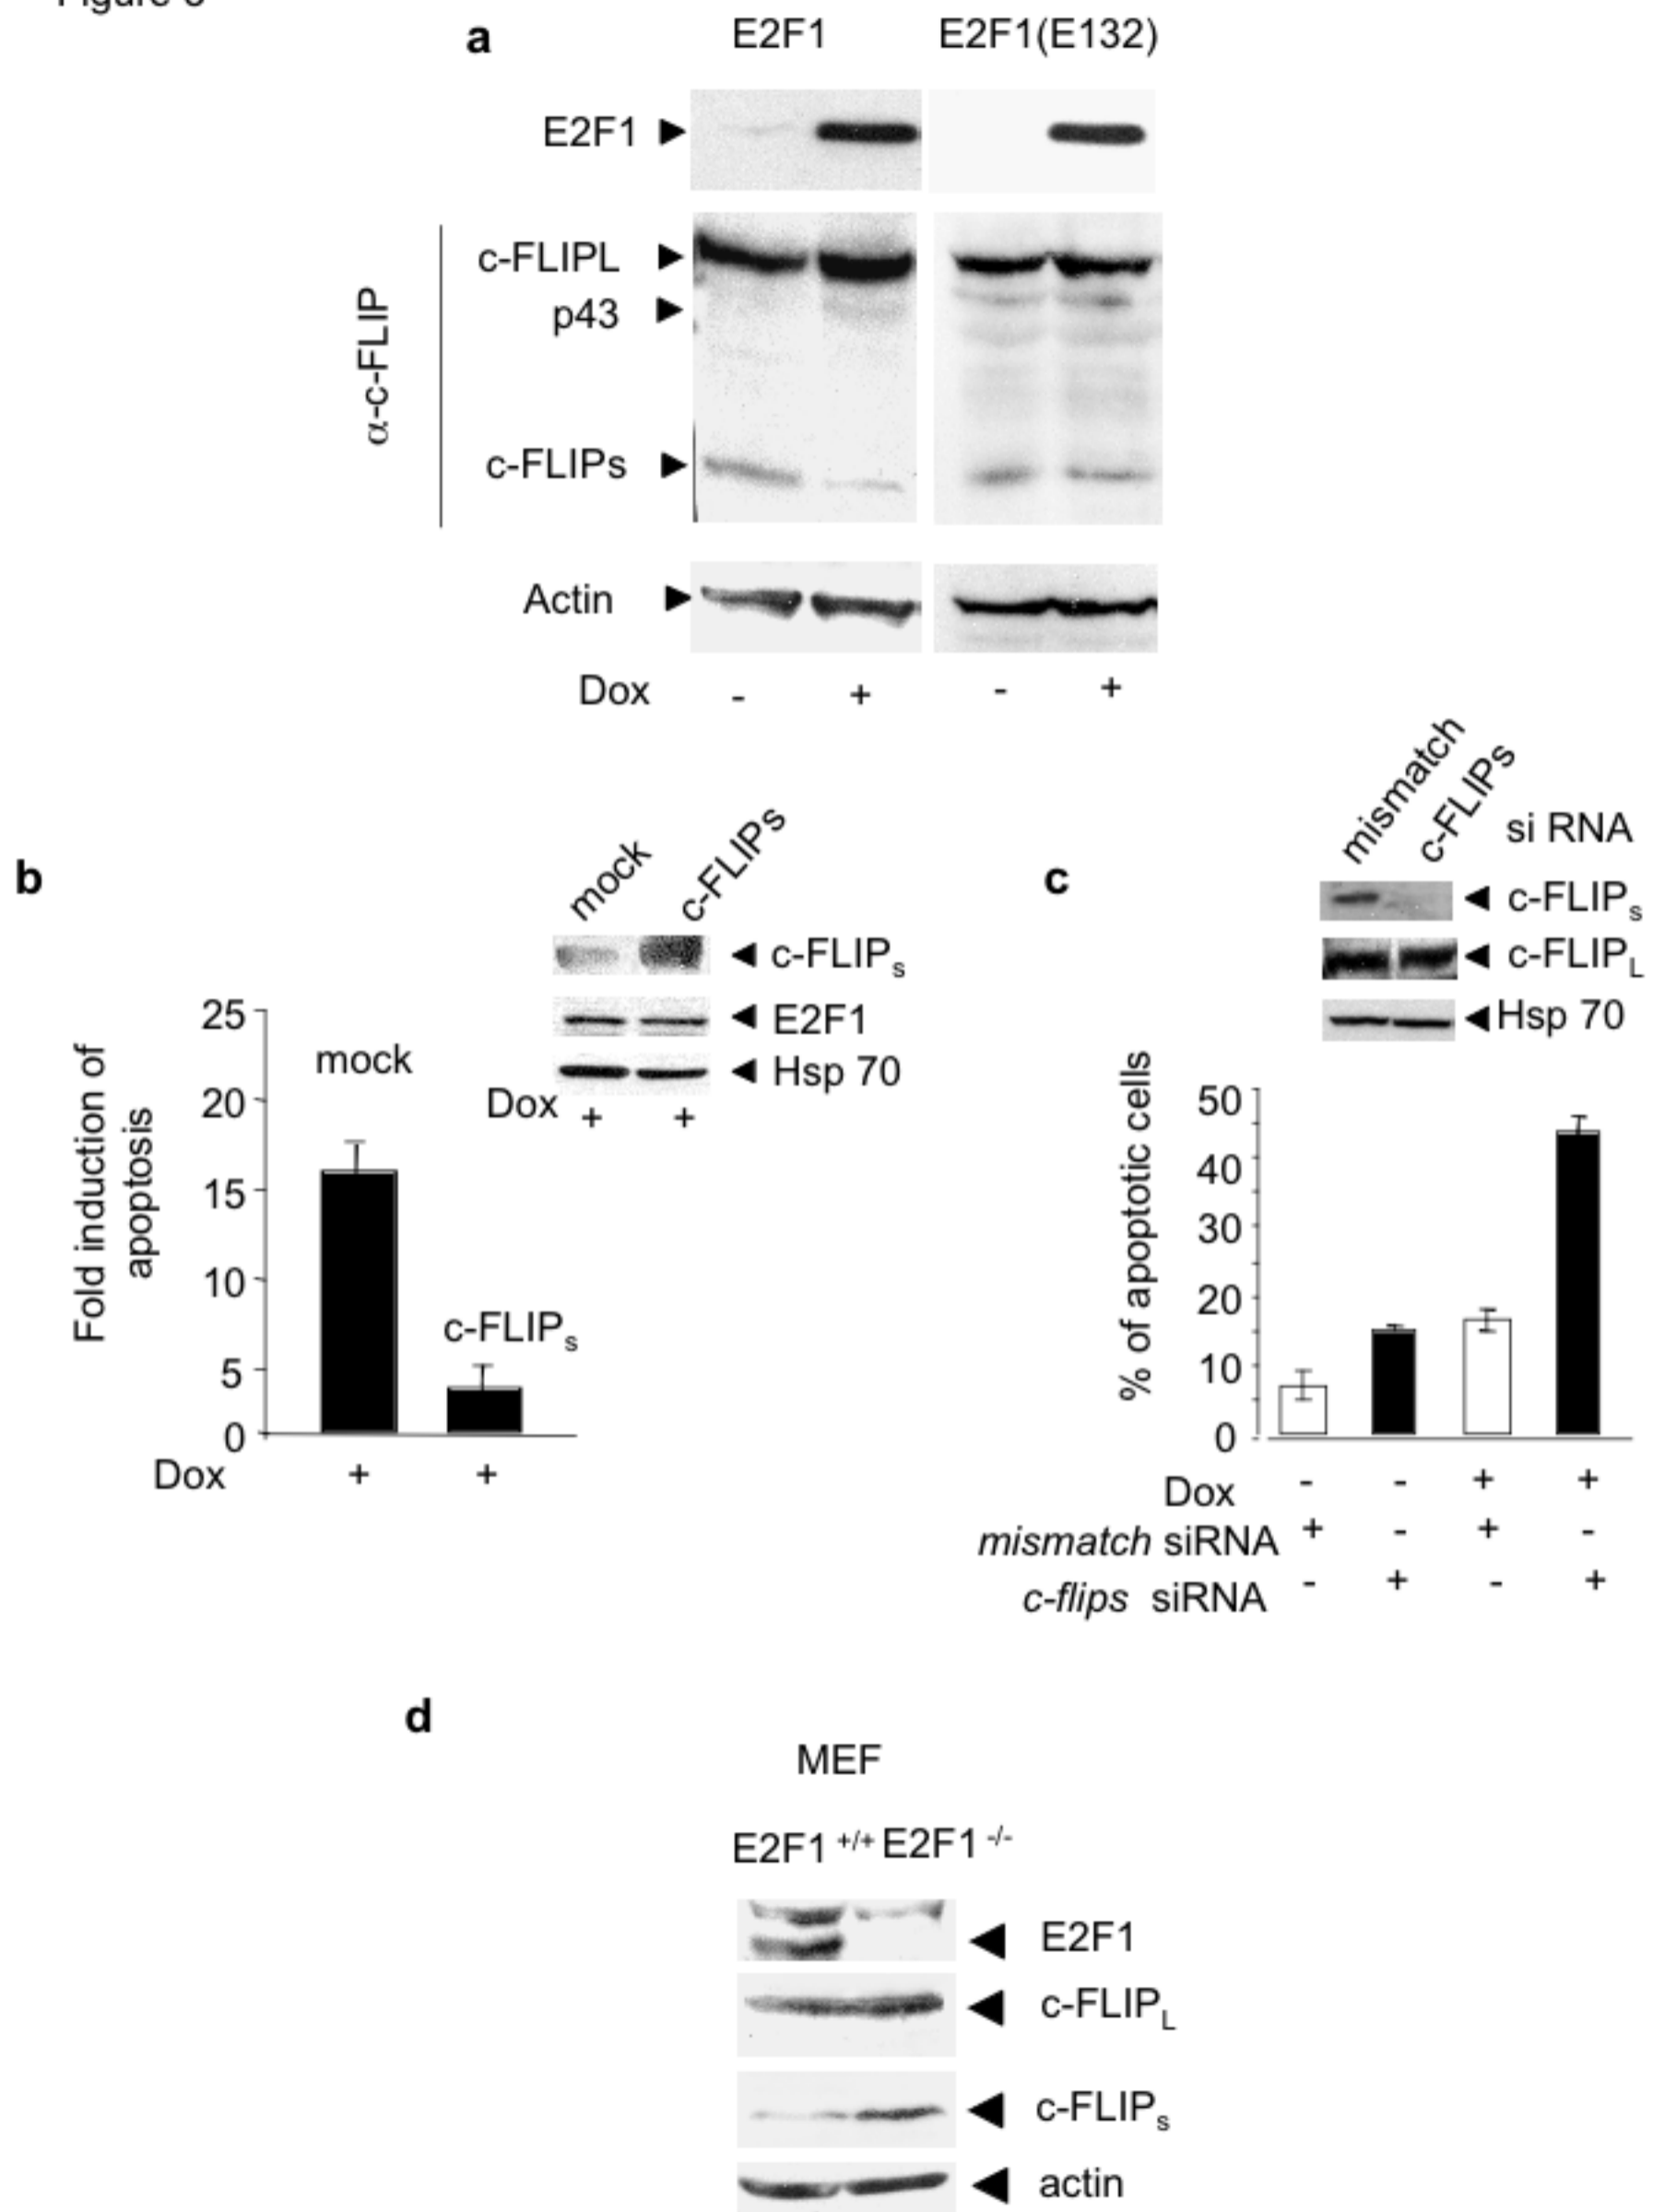 a
E2F1 E2F1(E132)
E2F1
c-FLIPL
p43
α-c-FLIP
c-FLIPs
Actin
Dox - + - +
b
mock c-FLIPs
c-FLIPs
E2F1
Hsp 70
Dox + +
Fold induction of
apoptosis
25
20
15
10
5
0
mock
c-FLIPs
Dox + +
c
mismatch c-FLIPs si RNA
c-FLIPs
c-FLIPL
Hsp 70
% of apoptotic cells
50
40
30
20
10
0
Dox - - + +
mismatch siRNA + - + -
c-flips siRNA - + - +
d
MEF
E2F1 +/+ E2F1 -/-
E2F1
c-FLIPL
c-FLIPs
actin